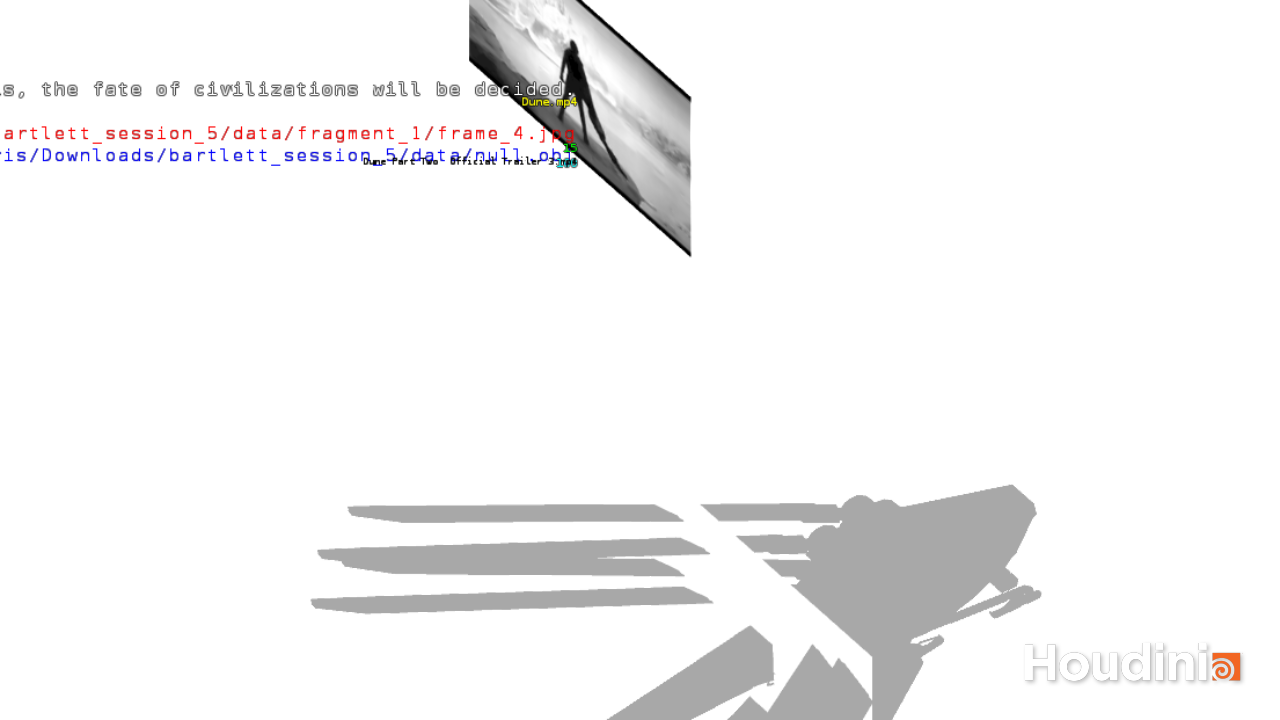 s, the fate of civilizations will be decided.
Dune.mp4
artlett_session_5/data/fragment_1/frame_4.jpg
15
ris/Downloads/bartlett_session_5/data/null.obj
Dune Part Two Official Trailer 3.mp4
Houdini